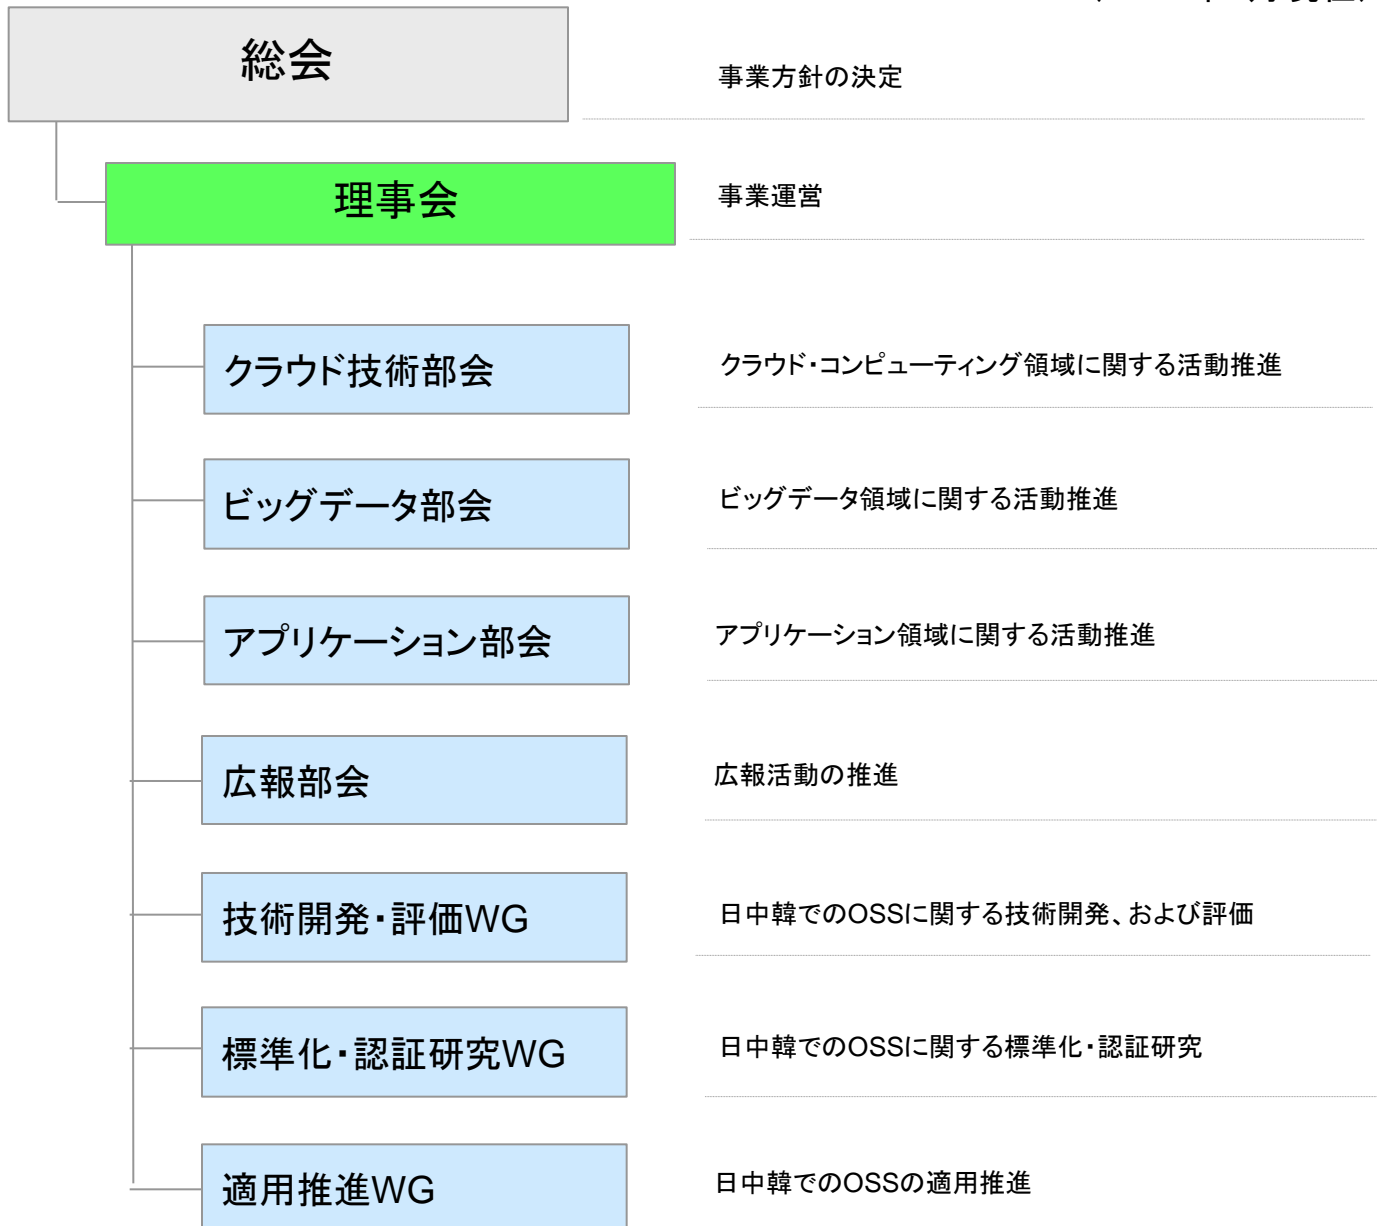 総会
事業方針の決定
理事会
事業運営
クラウド技術部会
クラウド・コンピューティング領域に関する活動推進
ビッグデータ部会
ビッグデータ領域に関する活動推進
アプリケーション部会
アプリケーション領域に関する活動推進
広報部会
広報活動の推進
技術開発・評価WG
日中韓でのOSSに関する技術開発、および評価
標準化・認証研究WG
日中韓でのOSSに関する標準化・認証研究
適用推進WG
日中韓でのOSSの適用推進